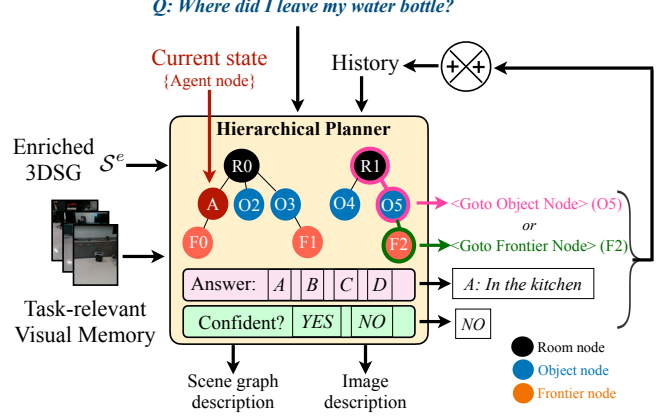 Q: Where did I leave my water bottle?
Current state
{Agent node}
History
Hierarchical Planner
Enriched
3DSG
S^e
R0
R1
A
O2
O3
O4
O5
F0
F1
F2
<Goto Object Node> (O5)
or
<Goto Frontier Node> (F2)
Task-relevant
Visual Memory
Answer: A B C D
A: In the kitchen
Confident? YES NO
NO
Scene graph
description
Image
description
Room node
Object node
Frontier node